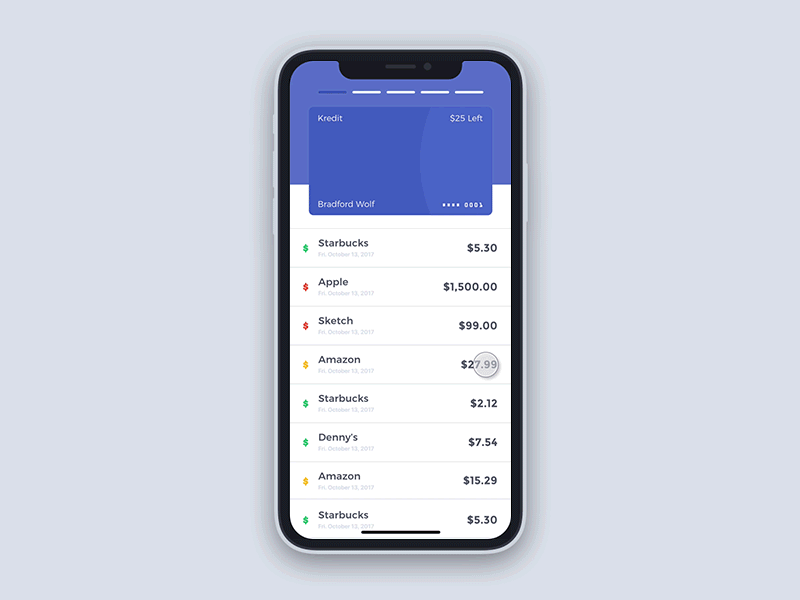 Kredit $25 Left
Bradford Wolf **** 0001
Starbucks
$5.30
Fri. October 13, 2017
Apple
$1,500.00
Fri. October 13, 2017
Sketch
$99.00
Fri. October 13, 2017
Amazon
$27.99
Fri. October 13, 2017
Starbucks
$2.12
Fri. October 13, 2017
Denny's
$7.54
Fri. October 13, 2017
Amazon
$15.29
Fri. October 13, 2017
Starbucks
$5.30
Fri. October 13, 2017